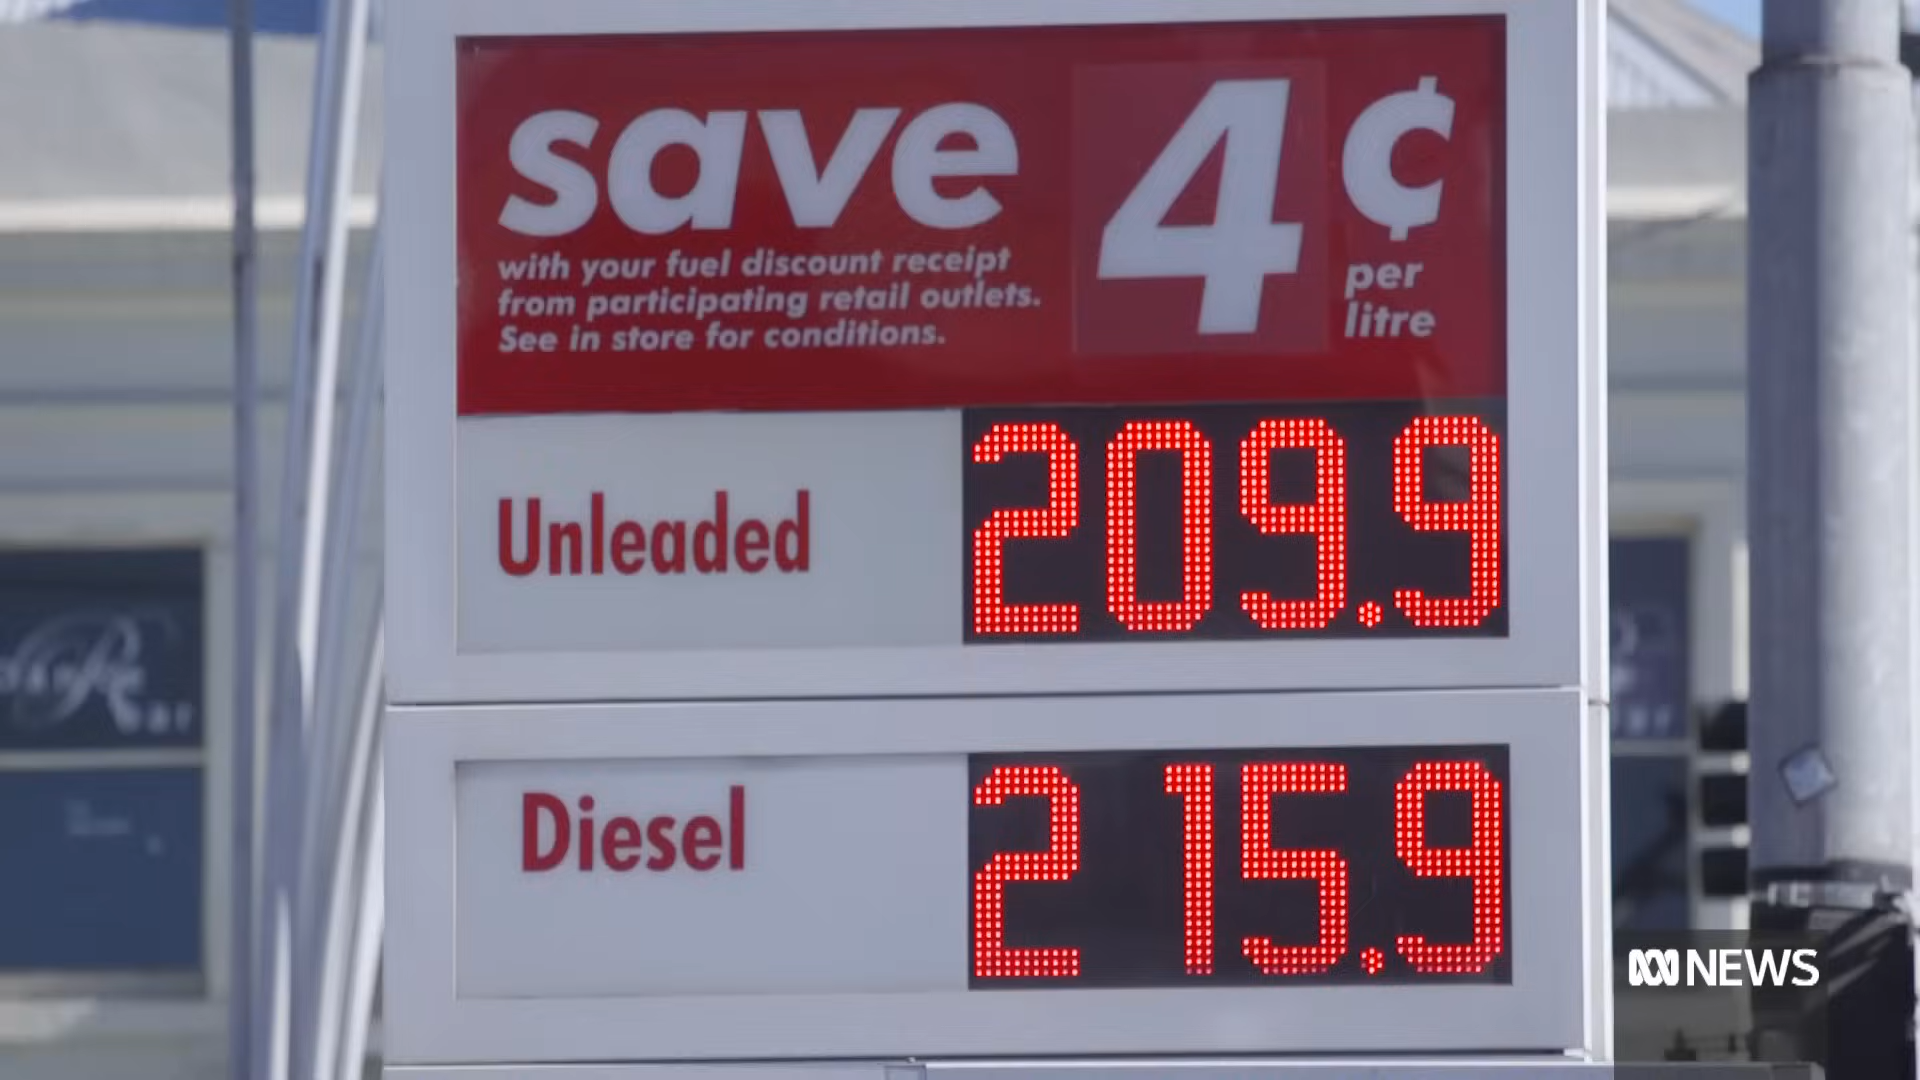 save 4¢
with your fuel discount receipt
from participating retail outlets.
See in store for conditions.
per
litre
Unleaded 209.9
Diesel 215.9
NEWS